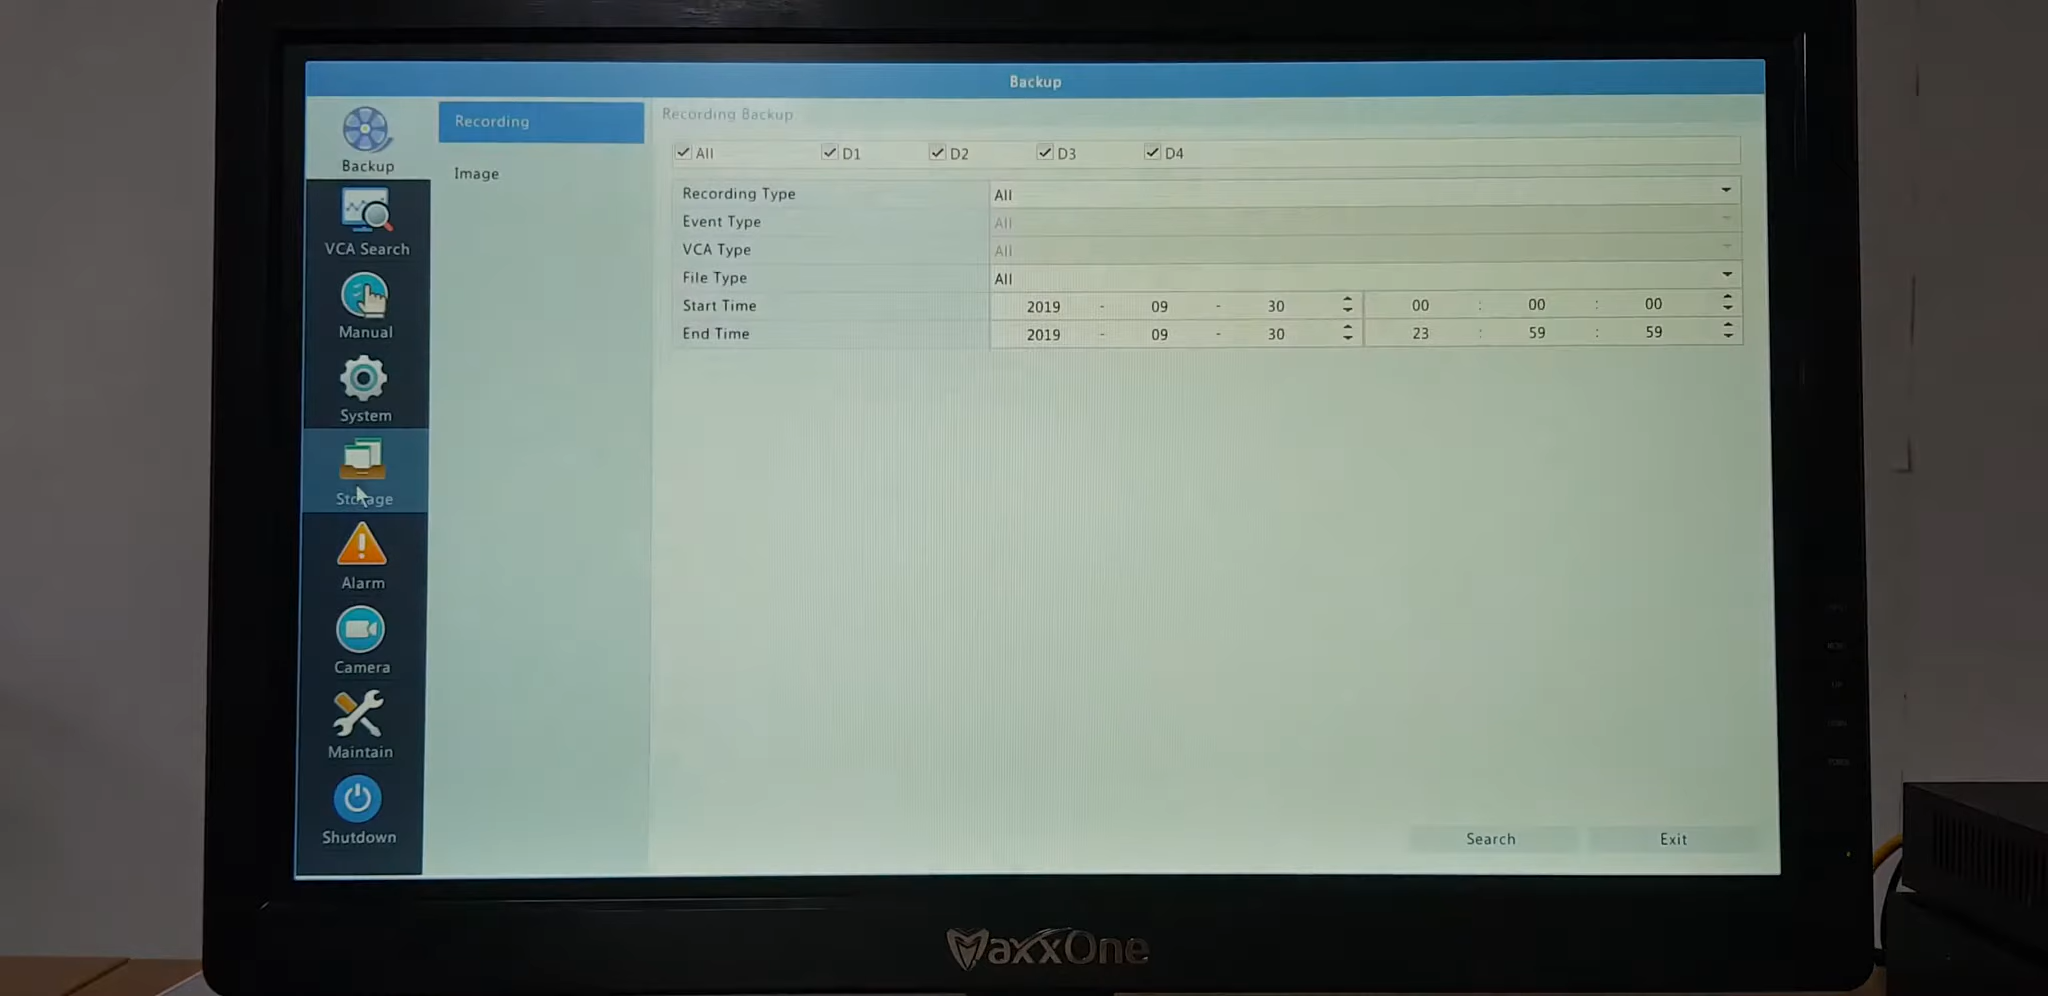 Backup
Backup
VCA Search
Manual
System
Storage
Alarm
Camera
Maintain
Shutdown
Recording
Image
Recording Backup
All D1 D2 D3 D4
Recording Type All
Event Type All
VCA Type All
File Type All
Start Time 2019 - 09 - 30 00 : 00 : 00
End Time 2019 - 09 - 30 23 : 59 : 59
Search Exit
MaxxOne